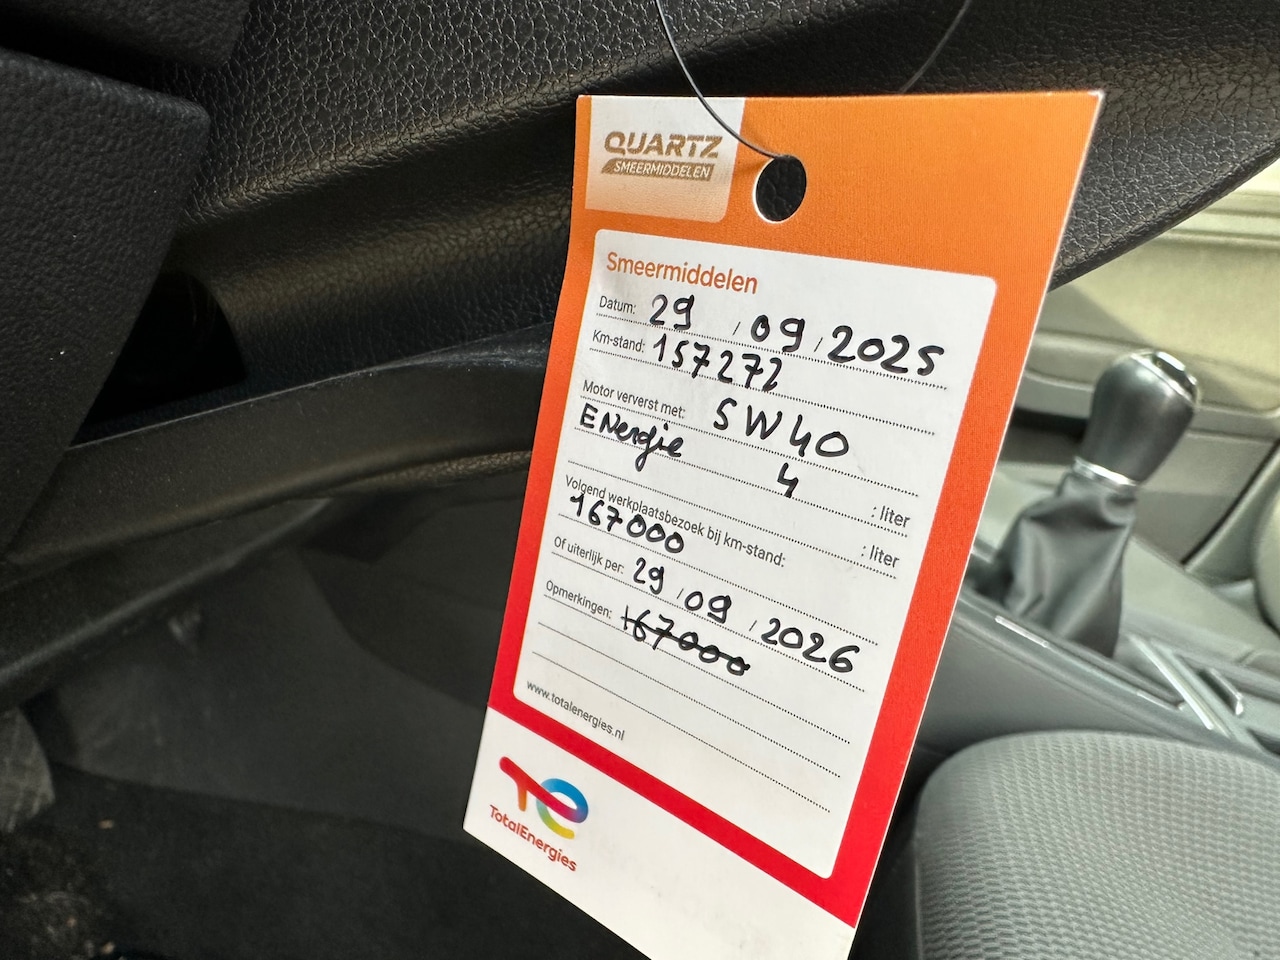 QUARTZ
SMEERMIDDELEN
Smeermiddelen
Datum: 29 / 09 / 2025
Km-stand: 157272
Motor ververst met: 5W40
ENergie 4 : liter
: liter
Volgend werkplaatsbezoek bij km-stand:
167000
Of uiterlijk per: 29 / 09 / 2026
Opmerkingen: 167000
www.totalenergies.nl
TotalEnergies